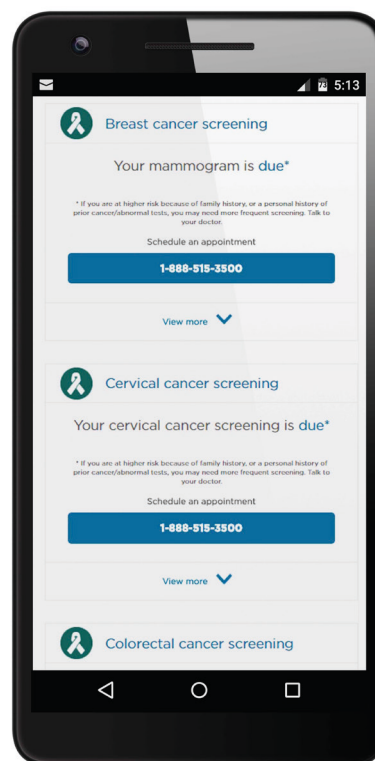 73 5:13
Breast cancer screening
Your mammogram is due*
* If you are at higher risk because of family history, or a personal history of
prior cancer/abnormal tests, you may need more frequent screening. Talk to
your doctor.
Schedule an appointment
1-888-515-3500
View more
Cervical cancer screening
Your cervical cancer screening is due*
* If you are at higher risk because of family history, or a personal history of
prior cancer/abnormal tests, you may need more frequent screening. Talk to
your doctor.
Schedule an appointment
1-888-515-3500
View more
Colorectal cancer screening